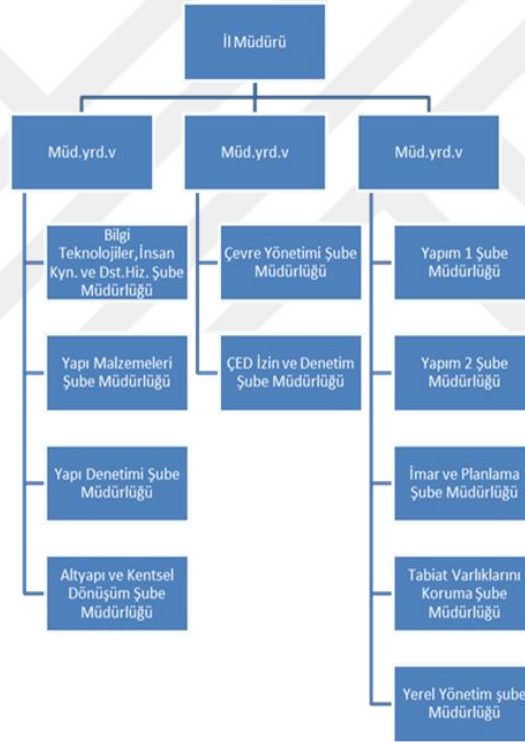 İl Müdürü
Müd.yrd.v
Bilgi
Teknolojiler,İnsan
Kyn. ve Dst.Hiz. Şube
Müdürlüğü
Yapı Malzemeleri
Şube Müdürlüğü
Yapı Denetimi Şube
Müdürlüğü
Altyapı ve Kentsel
Dönüşüm Şube
Müdürlüğü
Müd.yrd.v
Çevre Yönetimi Şube
Müdürlüğü
ÇED İzin ve Denetim
Şube Müdürlüğü
Müd.yrd.v
Yapım 1 Şube
Müdürlüğü
Yapım 2 Şube
Müdürlüğü
İmar ve Planlama
Şube Müdürlüğü
Tabiat Varlıklarını
Koruma Şube
Müdürlüğü
Yerel Yönetim şube
Müdürlüğü